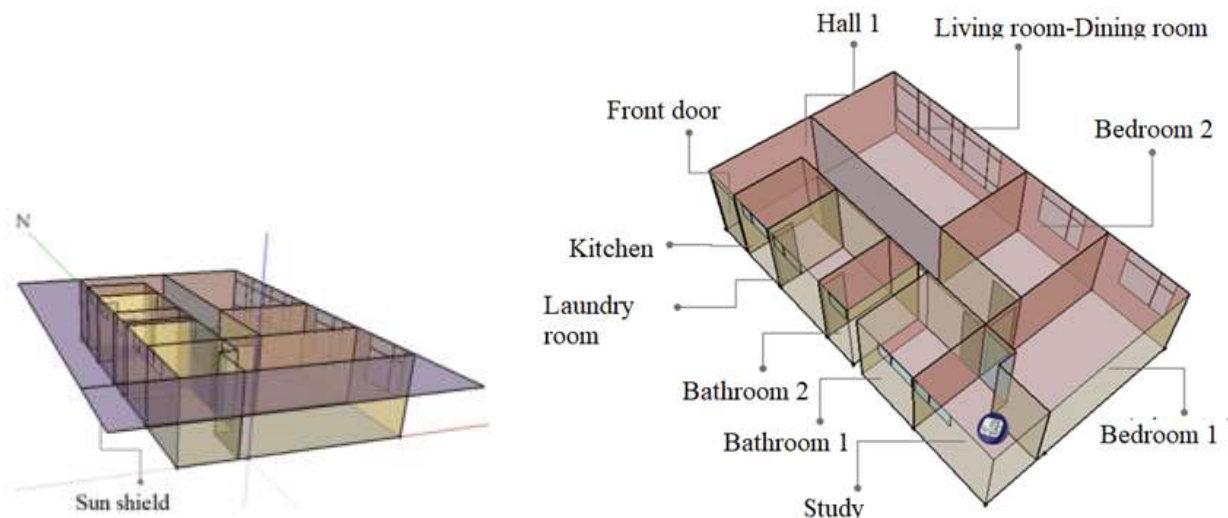 N
Sun shield
Hall 1
Living room-Dining room
Front door
Bedroom 2
Kitchen
Laundry
room
Bathroom 2
Bathroom 1
Bedroom 1
Study